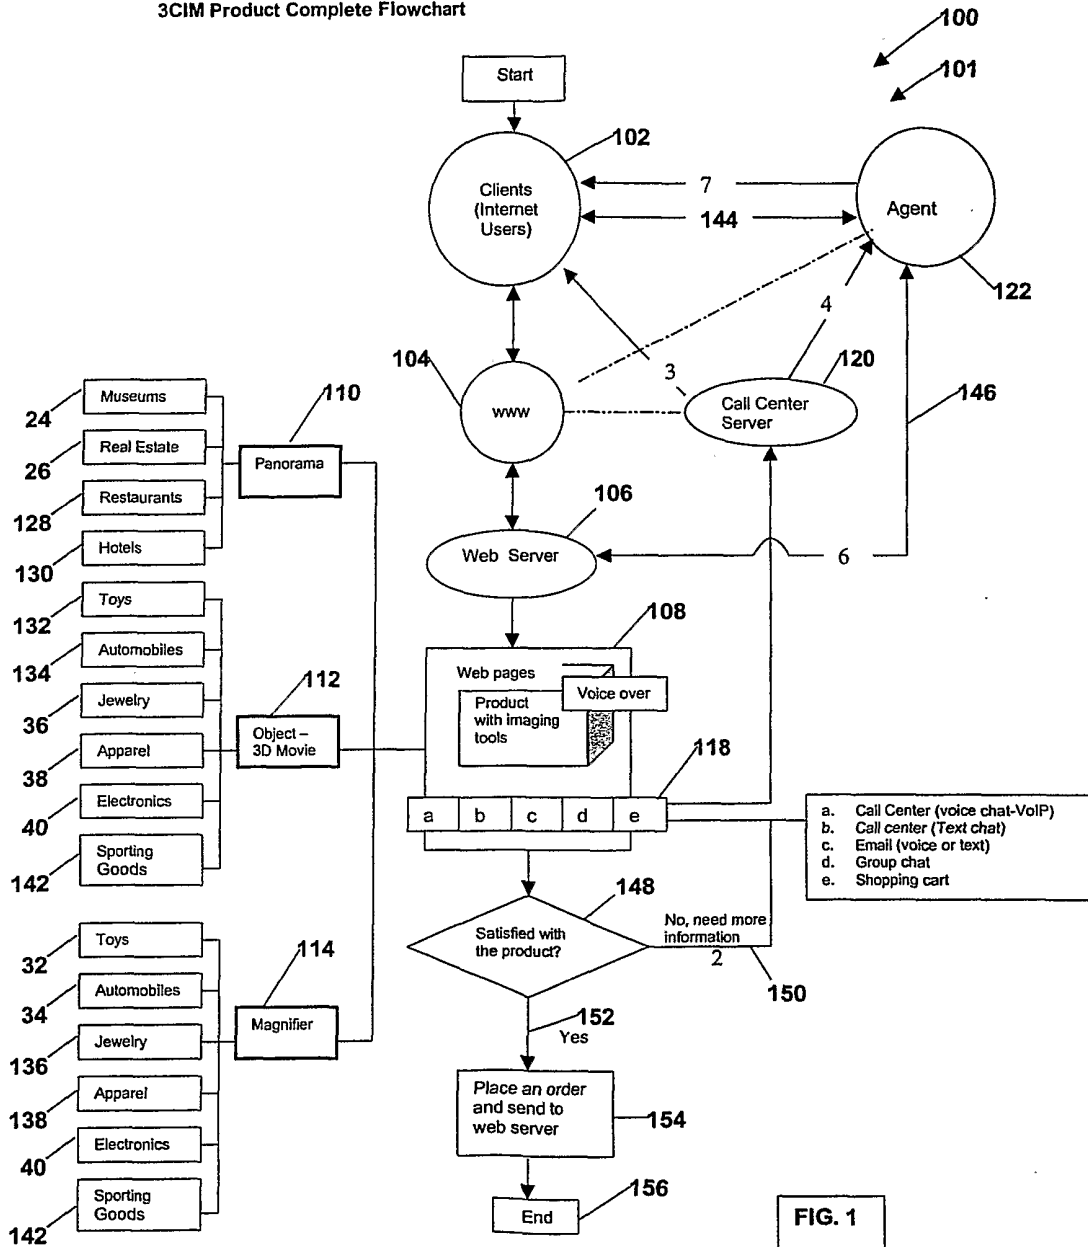 3CIM Product Complete Flowchart
100
101
Start
102
Clients
(Internet
Users)
7
144
Agent
122
4
104
www
3
120
Call Center
Server
146
24
Museums
110
26
Real Estate
Panorama
128
Restaurants
130
Hotels
106
Web Server
6
132
Toys
134
Automobiles
36
Jewelry
112
Object –
3D Movie
38
Apparel
40
Electronics
142
Sporting
Goods
108
Web pages
Voice over
Product
with imaging
tools
118
a b c d e
a. Call Center (voice chat-VoIP)
b. Call center (Text chat)
c. Email (voice or text)
d. Group chat
e. Shopping cart
148
Satisfied with
the product?
No, need more
information
2
150
32
Toys
34
Automobiles
114
Magnifier
136
Jewelry
138
Apparel
40
Electronics
142
Sporting
Goods
152
Yes
Place an order
and send to
web server
154
156
End
FIG. 1